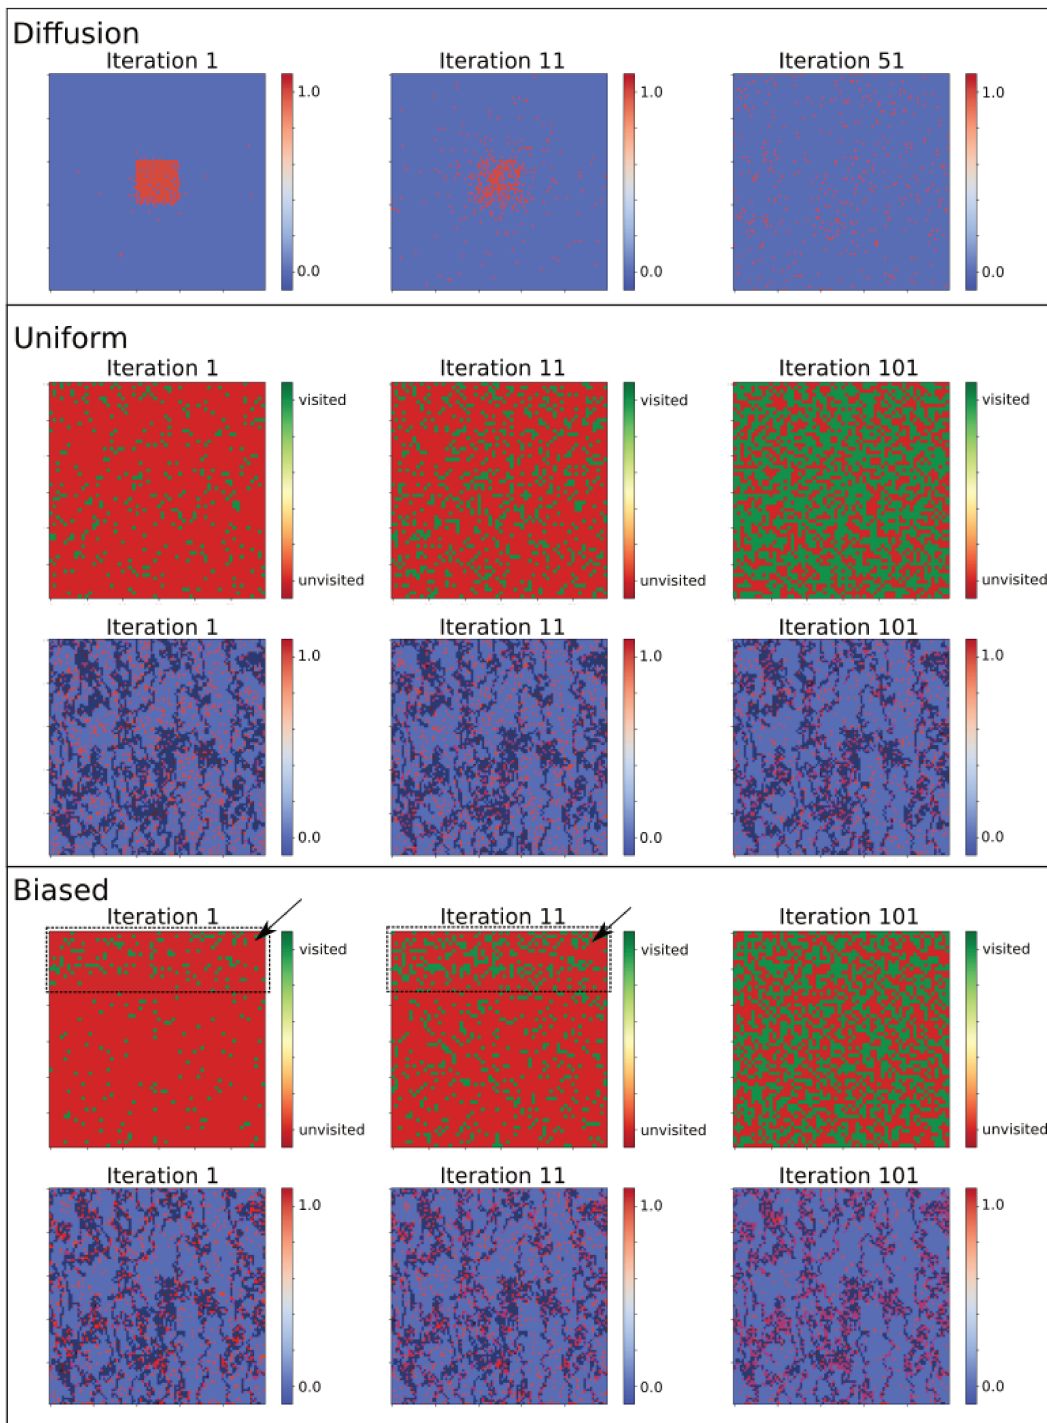 Diffusion
Iteration 1 Iteration 11 Iteration 51
1.0 1.0 1.0
0.0 0.0 0.0
Uniform
Iteration 1 Iteration 11 Iteration 101
visited visited visited
unvisited unvisited unvisited
Iteration 1 Iteration 11 Iteration 101
1.0 1.0 1.0
0.0 0.0 0.0
Biased
Iteration 1 Iteration 11 Iteration 101
visited visited visited
unvisited unvisited unvisited
Iteration 1 Iteration 11 Iteration 101
1.0 1.0 1.0
0.0 0.0 0.0